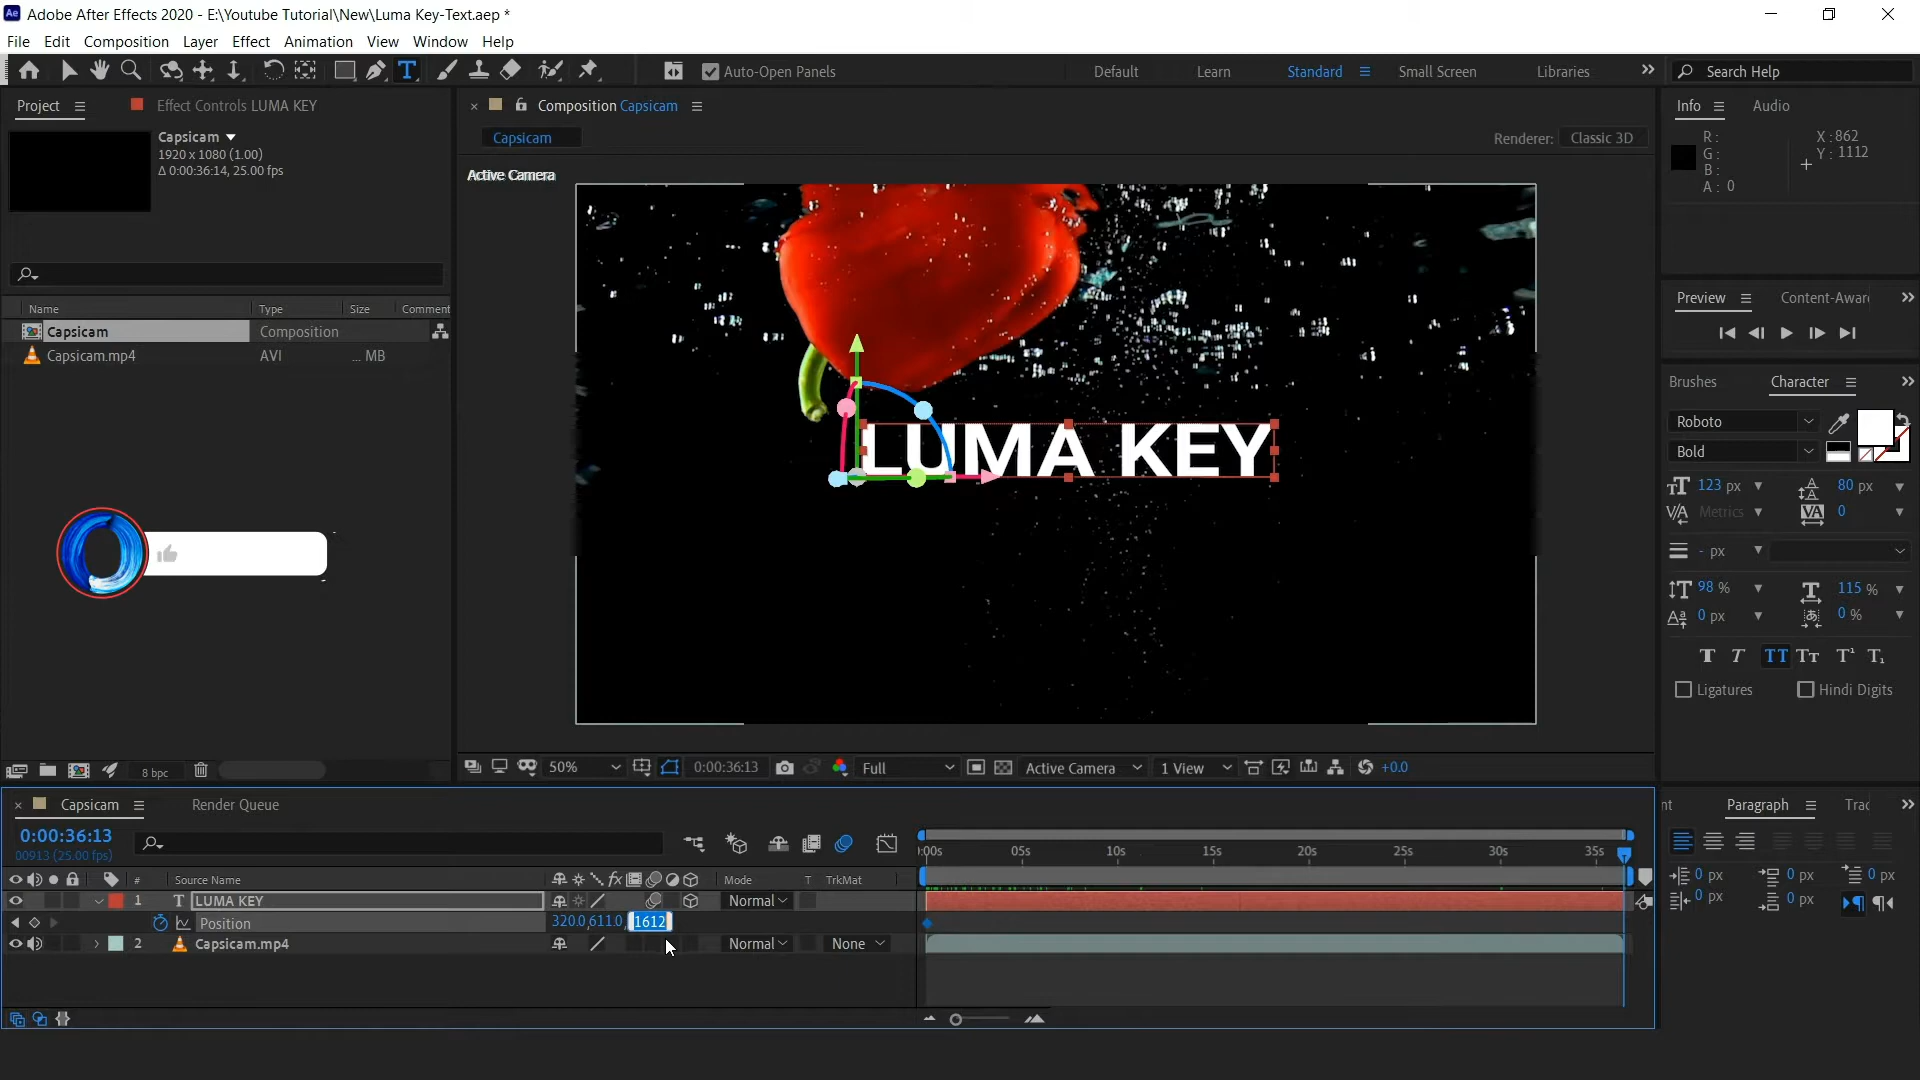 Adobe After Effects 2020 - E:\Youtube Tutorial\New\Luma Key-Text.aep *
File Edit Composition Layer Effect Animation View Window Help
Auto-Open Panels
Default Learn Standard Small Screen Libraries
Search Help
Project Effect Controls LUMA KEY
Composition Capsicam
Info Audio
Capsicam
1920 x 1080 (1.00)
Δ 0:00:36:14, 25.00 fps
Capsicam
Renderer: Classic 3D
R:
G:
B:
A: 0
X: 862
Y: 1112
Active Camera
Name Type Size Comment
Capsicam Composition
Capsicam.mp4 AVI ... MB
LUMA KEY
Preview Content-Aware
Brushes Character
Roboto
Bold
123 px 80 px
Metrics 0
- px
98 % 115 %
0 px 0 %
Ligatures Hindi Digits
8 bpc
50% 0:00:36:13 Full Active Camera 1 View +0.0
Capsicam Render Queue
0:00:36:13
00913 (25.00 fps)
):00s 05s 10s 15s 20s 25s 30s 35s
# Source Name Mode T TrkMat
1 T LUMA KEY Normal
Position 320.0,611.0, 1612
2 Capsicam.mp4 Normal None
nt Paragraph Trac
0 px 0 px 0 px
0 px 0 px